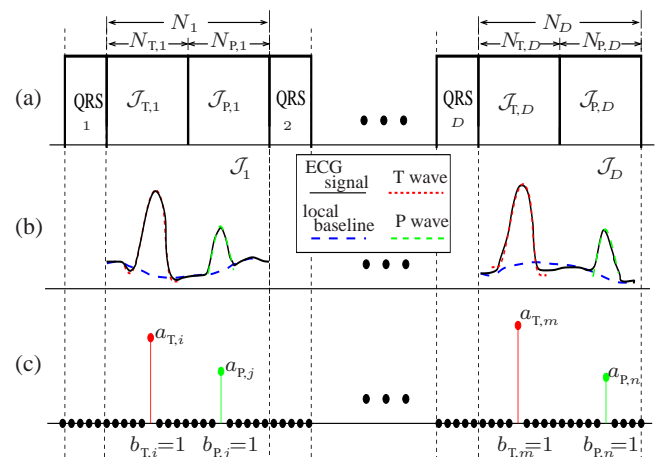 N_1 N_D
N_{T,1} N_{P,1} N_{T,D} N_{P,D}
(a) QRS 1 𝒥_{T,1} 𝒥_{P,1} QRS 2 QRS D 𝒥_{T,D} 𝒥_{P,D}
𝒥_1 𝒥_D
ECG signal T wave
(b) local baseline P wave
a_{T,i} a_{T,m}
(c) a_{P,j} a_{P,n}
b_{T,i}=1 b_{P,j}=1 b_{T,m}=1 b_{P,n}=1